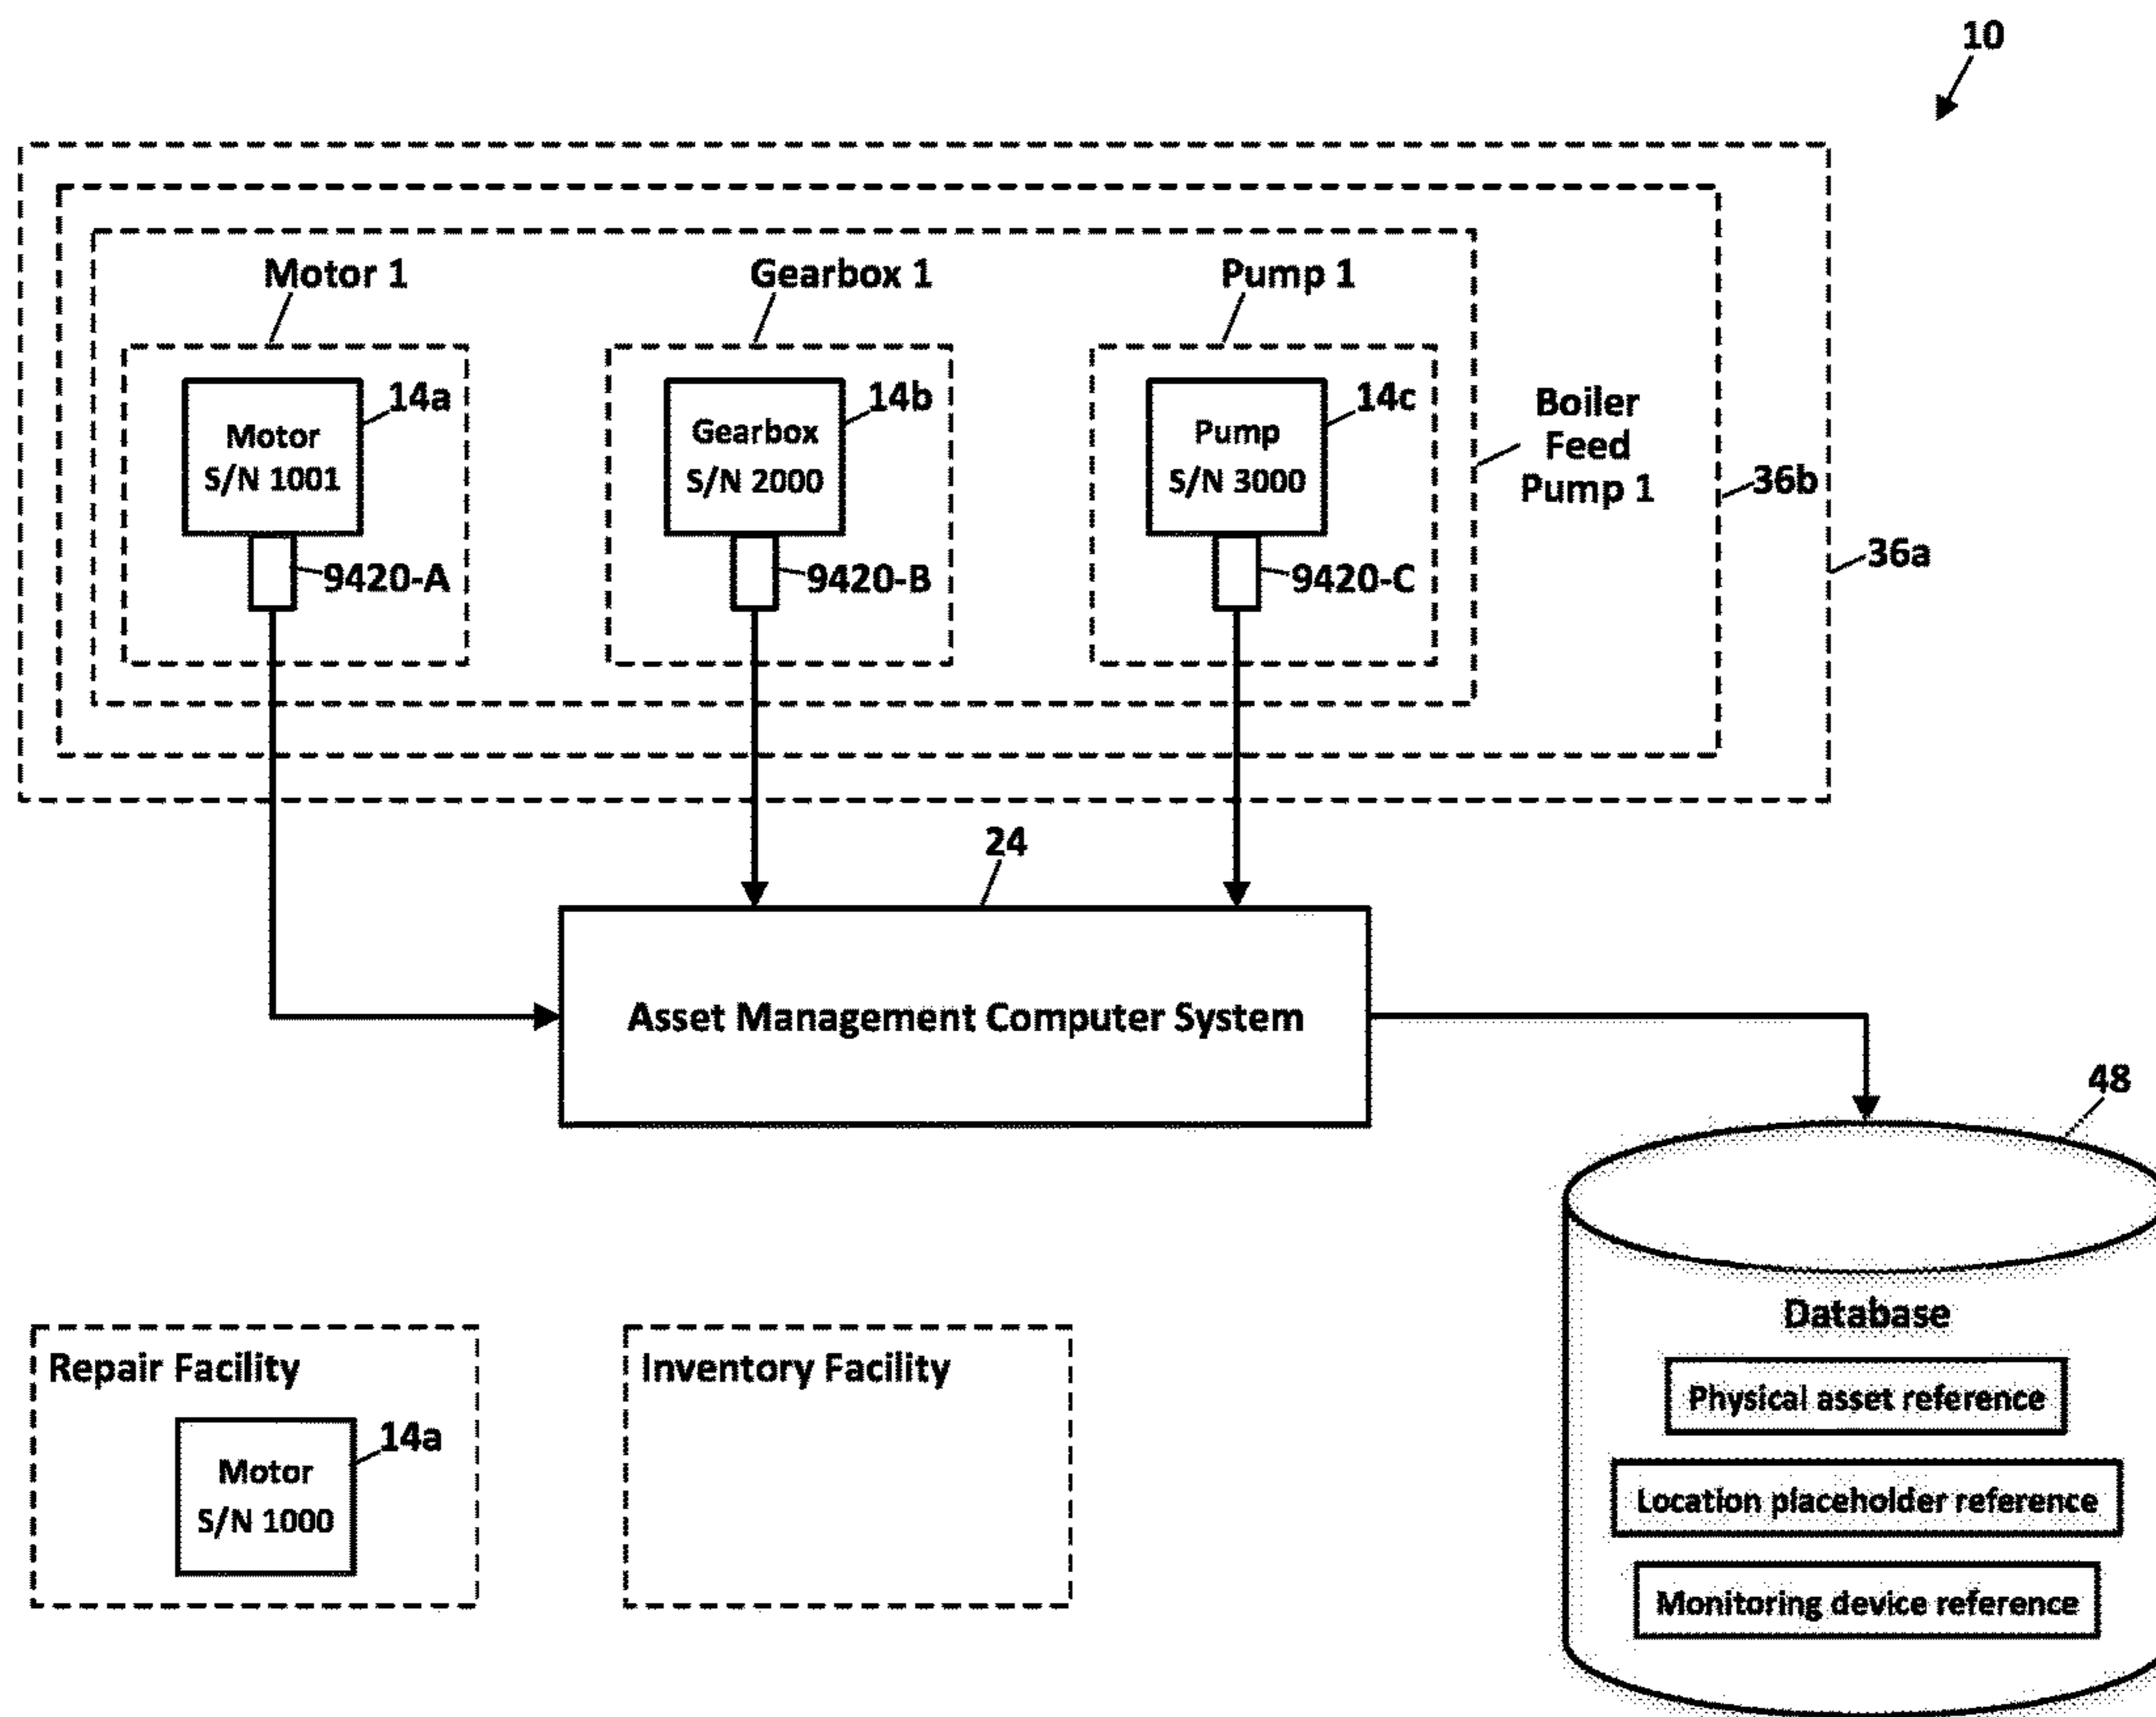 10
Motor 1
Gearbox 1
Pump 1
14a
Motor
S/N 1001
9420-A
14b
Gearbox
S/N 2000
9420-B
14c
Pump
S/N 3000
9420-C
Boiler
Feed
Pump 1
36b
36a
24
Asset Management Computer System
48
Database
Physical asset reference
Location placeholder reference
Monitoring device reference
Repair Facility
14a
Motor
S/N 1000
Inventory Facility